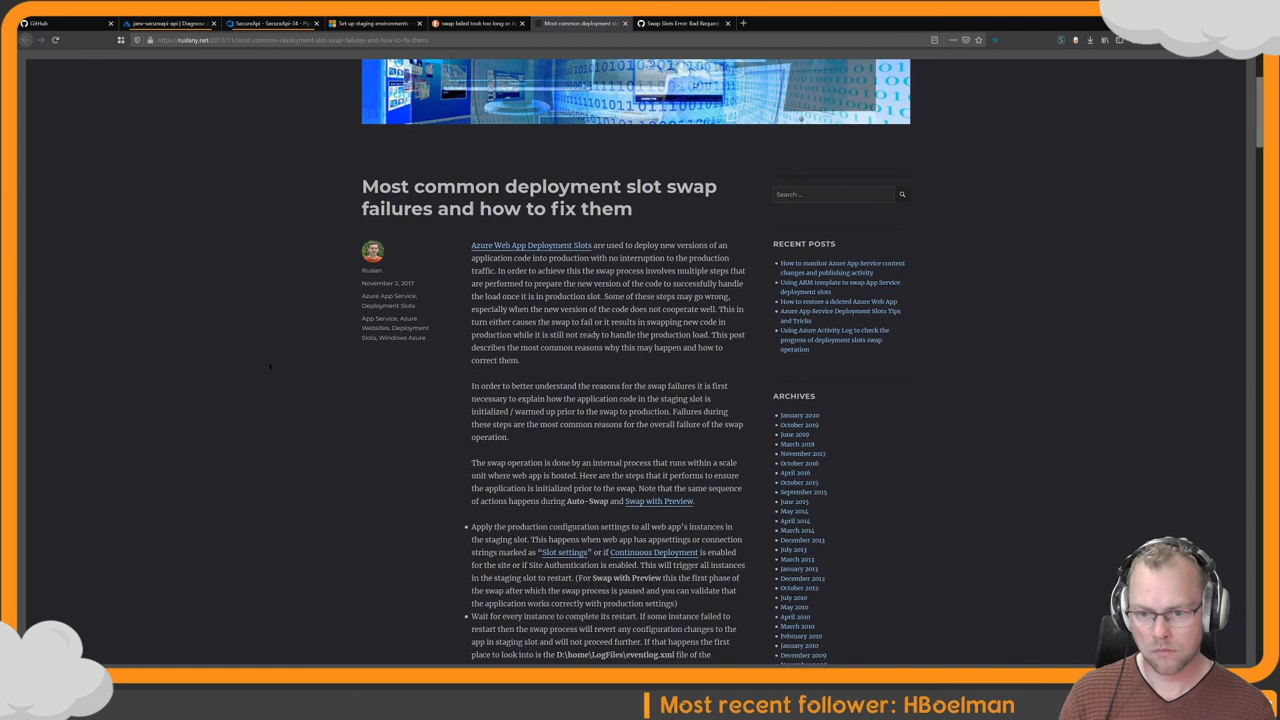 GitHub
janv-secureapi-api | Diagnose a
SecureApi - SecureApi-34 - Pip
Set up staging environments
swap failed took too long or A
Most common deployment slo
Swap Slots Error: Bad Request
https://ruslany.net/2017/11/most-common-deployment-slot-swap-failures-and-how-to-fix-them/
Most common deployment slot swap
failures and how to fix them
Ruslan
November 2, 2017
Azure App Service,
Deployment Slots
App Service, Azure
Websites, Deployment
Slots, Windows Azure
Azure Web App Deployment Slots are used to deploy new versions of an
application code into production with no interruption to the production
traffic. In order to achieve this the swap process involves multiple steps that
are performed to prepare the new version of the code to successfully handle
the load once it is in production slot. Some of these steps may go wrong,
especially when the new version of the code does not cooperate well. This in
turn either causes the swap to fail or it results in swapping new code in
production while it is still not ready to handle the production load. This post
describes the most common reasons why this may happen and how to
correct them.
In order to better understand the reasons for the swap failures it is first
necessary to explain how the application code in the staging slot is
initialized / warmed up prior to the swap to production. Failures during
these steps are the most common reasons for the overall failure of the swap
operation.
The swap operation is done by an internal process that runs within a scale
unit where web app is hosted. Here are the steps that it performs to ensure
the application is initialized prior to the swap. Note that the same sequence
of actions happens during Auto-Swap and Swap with Preview.
Apply the production configuration settings to all web app's instances in
the staging slot. This happens when web app has appsettings or connection
strings marked as “Slot settings” or if Continuous Deployment is enabled
for the site or if Site Authentication is enabled. This will trigger all instances
in the staging slot to restart. (For Swap with Preview this the first phase of
the swap after which the swap process is paused and you can validate that
the application works correctly with production settings)
Wait for every instance to complete its restart. If some instance failed to
restart then the swap process will revert any configuration changes to the
app in staging slot and will not proceed further. If that happens the first
place to look into is the D:\home\LogFiles\eventlog.xml file of the
Search …
RECENT POSTS
How to monitor Azure App Service content
changes and publishing activity
Using ARM template to swap App Service
deployment slots
How to restore a deleted Azure Web App
Azure App Service Deployment Slots Tips
and Tricks
Using Azure Activity Log to check the
progress of deployment slots swap
operation
ARCHIVES
January 2020
October 2019
June 2019
March 2018
November 2017
October 2016
April 2016
October 2015
September 2015
June 2015
May 2014
April 2014
March 2014
December 2013
July 2013
March 2013
January 2013
December 2012
October 2012
July 2010
May 2010
April 2010
March 2010
February 2010
January 2010
December 2009
Most recent follower: HBoelman